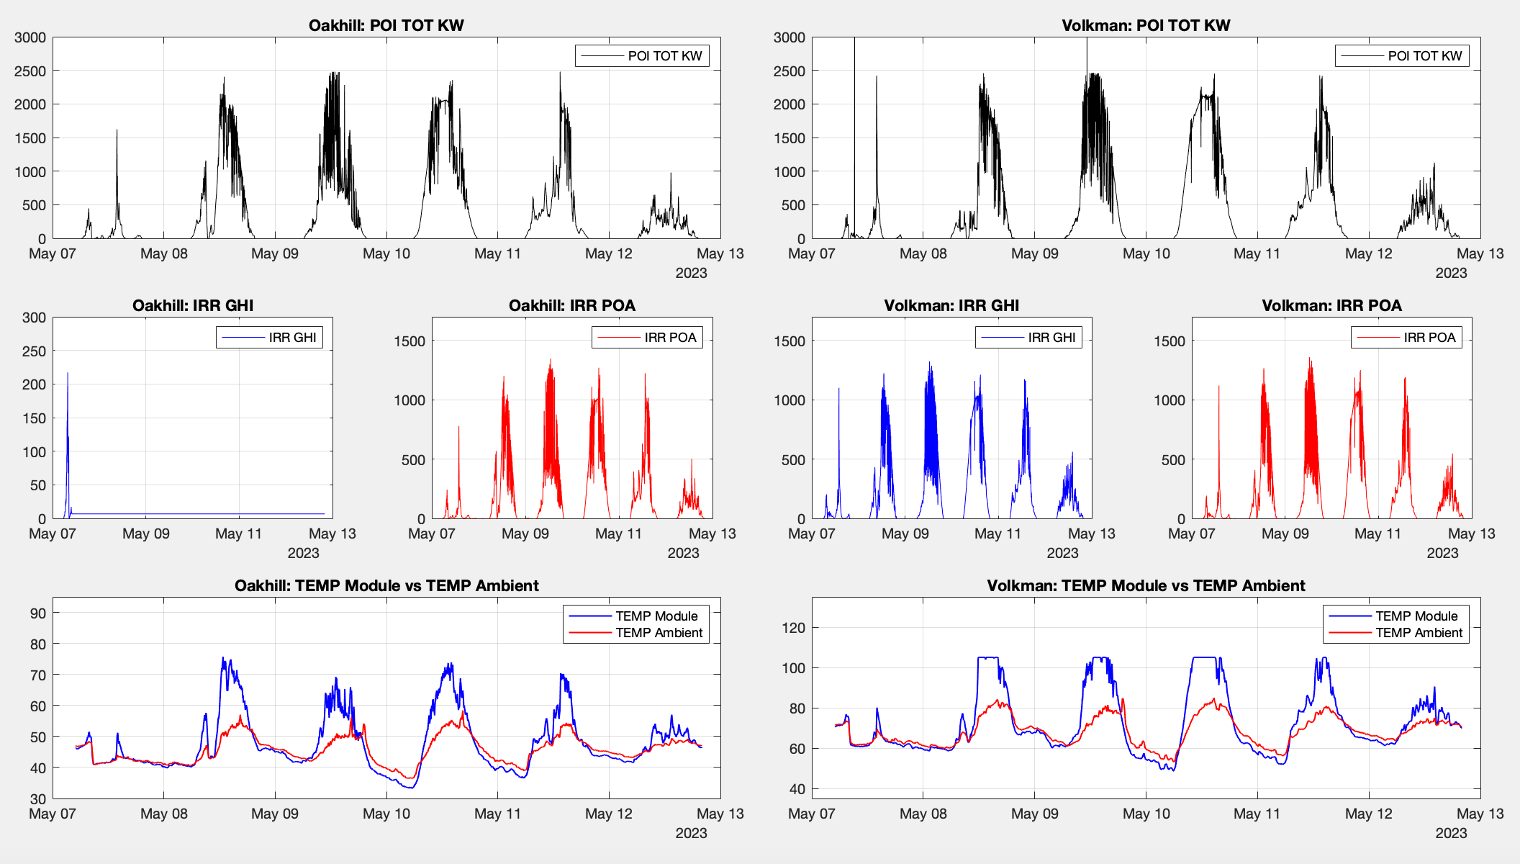 Oakhill: POI TOT KW
3000
2500
2000
1500
1000
500
0
POI TOT KW
May 07 May 08 May 09 May 10 May 11 May 12 May 13
2023
Volkman: POI TOT KW
3000
2500
2000
1500
1000
500
0
POI TOT KW
May 07 May 08 May 09 May 10 May 11 May 12 May 13
2023
Oakhill: IRR GHI
300
250
200
150
100
50
0
IRR GHI
May 07 May 09 May 11 May 13
2023
Oakhill: IRR POA
1500
1000
500
0
IRR POA
May 07 May 09 May 11 May 13
2023
Volkman: IRR GHI
1500
1000
500
0
IRR GHI
May 07 May 09 May 11 May 13
2023
Volkman: IRR POA
1500
1000
500
0
IRR POA
May 07 May 09 May 11 May 13
2023
Oakhill: TEMP Module vs TEMP Ambient
90
80
70
60
50
40
30
TEMP Module
TEMP Ambient
May 07 May 08 May 09 May 10 May 11 May 12 May 13
2023
Volkman: TEMP Module vs TEMP Ambient
120
100
80
60
40
TEMP Module
TEMP Ambient
May 07 May 08 May 09 May 10 May 11 May 12 May 13
2023